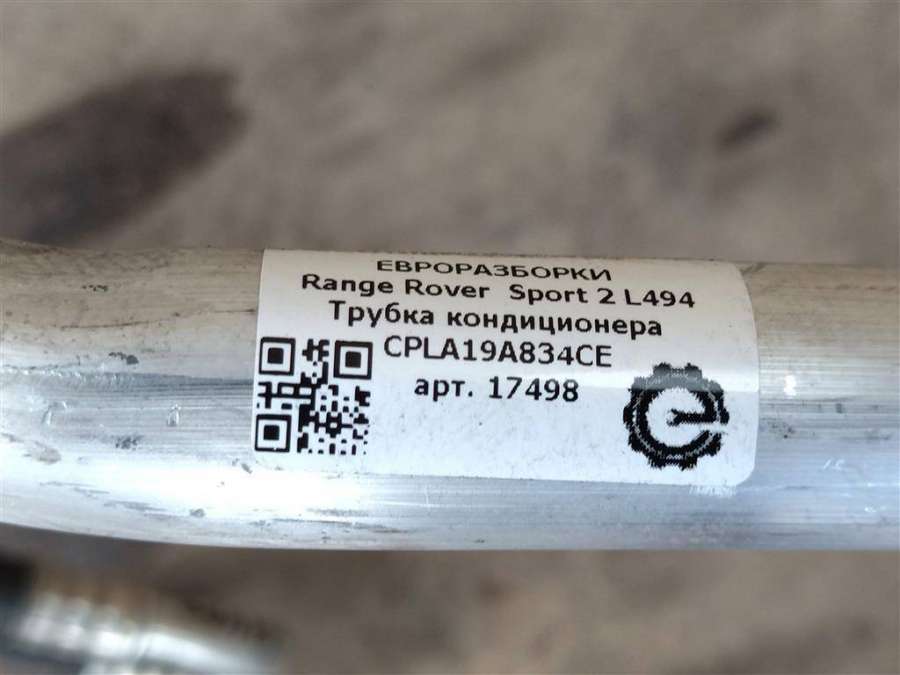 ЕВРОРАЗБОРКИ
Range Rover Sport 2 L494
Трубка кондиционера
CPLA19A834CE
арт. 17498